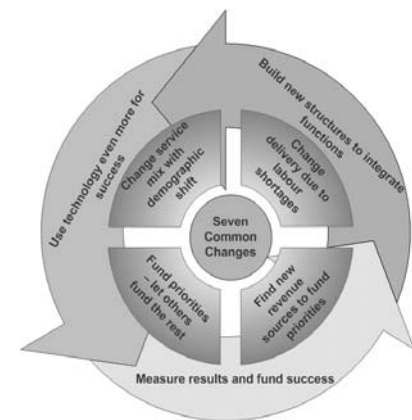 Use technology even more for
success
Build new structures to integrate
functions
Change service
mix with
demographic
shift
Change
delivery due to
labour
shortages
Seven
Common
Changes
Fund priorities
– let others
fund the rest
Find new
revenue
sources to fund
priorities
Measure results and fund success